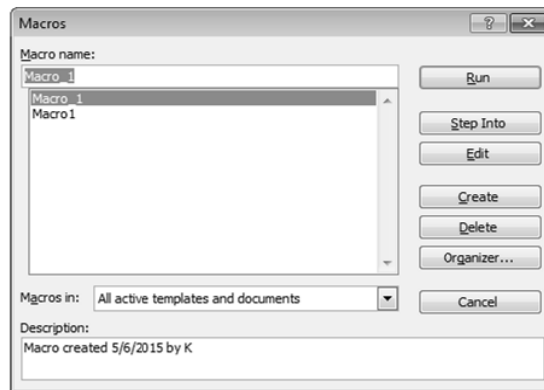 Macros
Macro name:
Macro_1
Run
Macro_1
Macro1
Step Into
Edit
Create
Delete
Organizer...
Macros in:
All active templates and documents
Cancel
Description:
Macro created 5/6/2015 by K